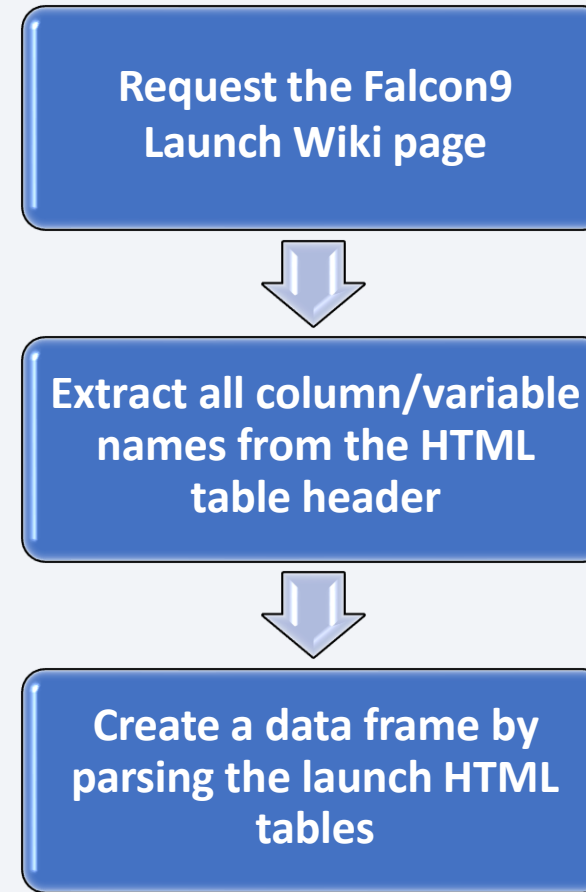 Request the Falcon9
Launch Wiki page
Extract all column/variable
names from the HTML
table header
Create a data frame by
parsing the launch HTML
tables